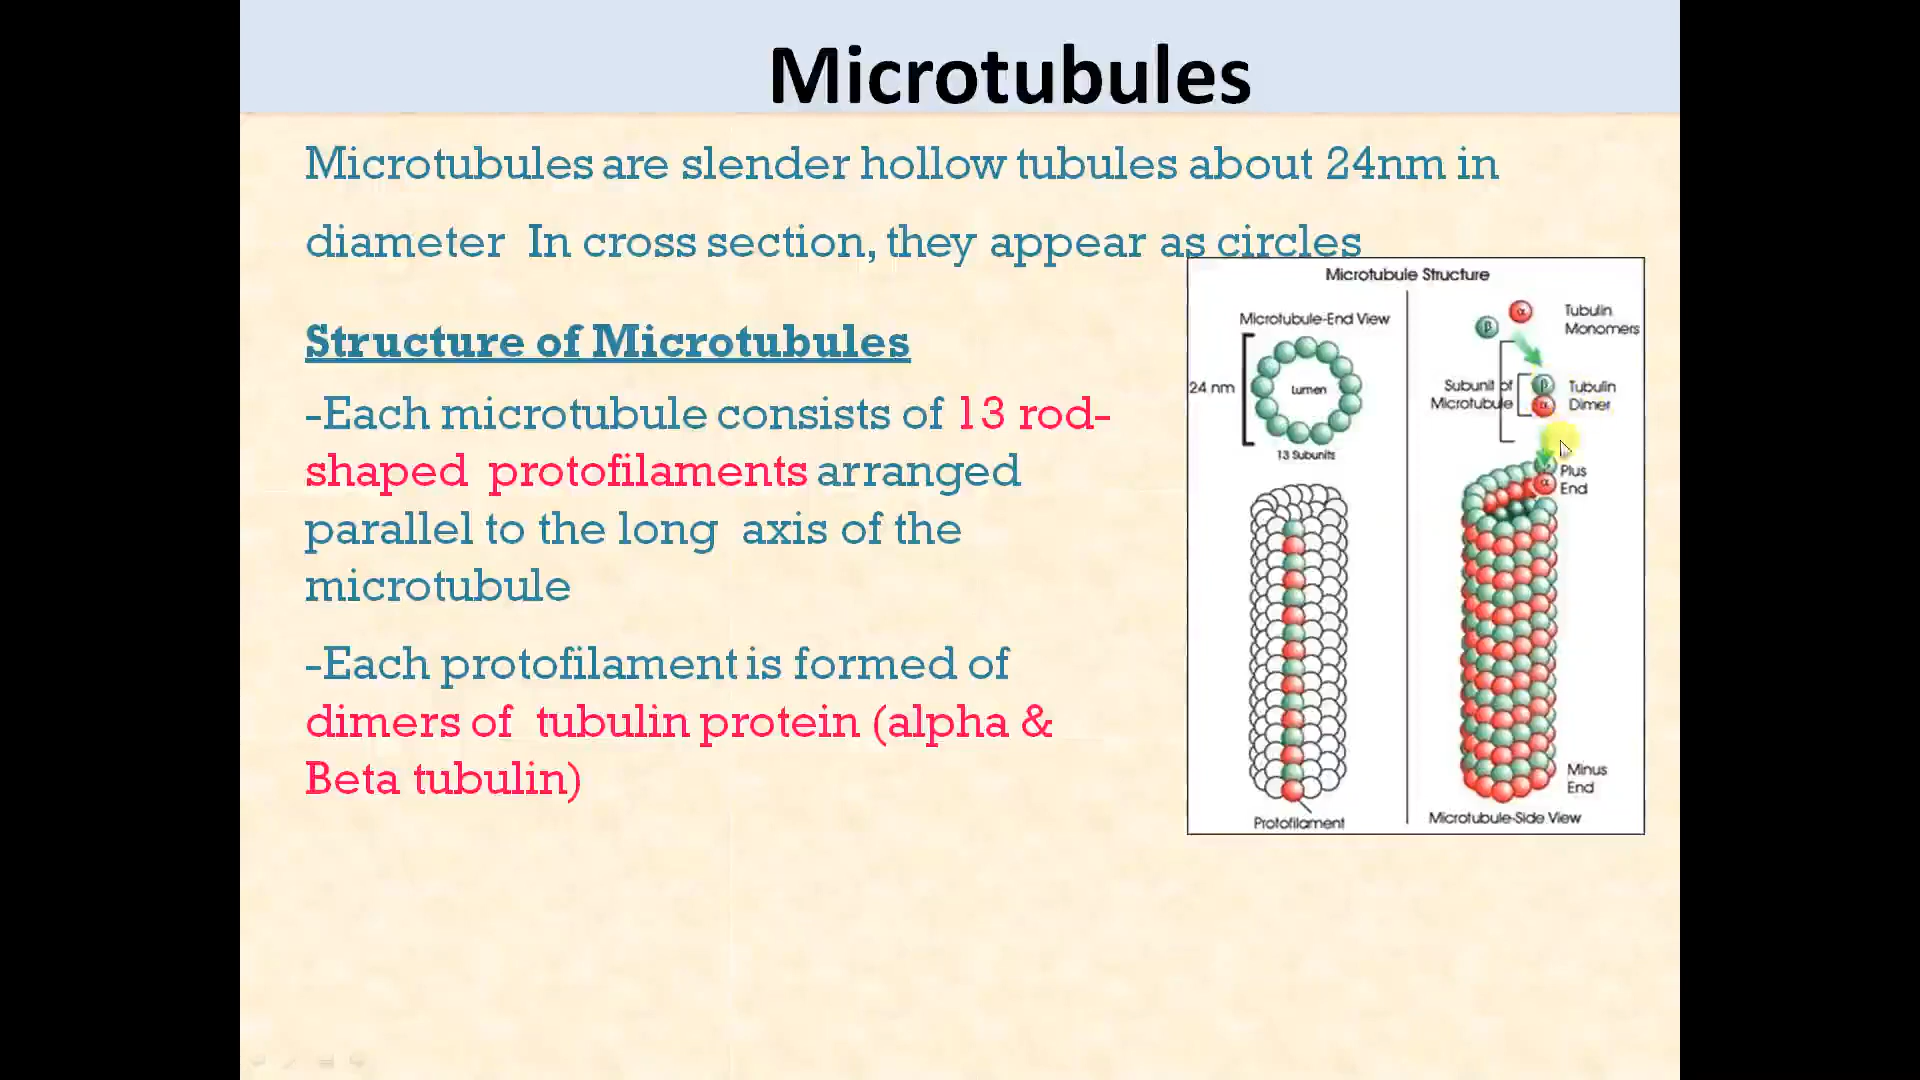 Microtubules
Microtubules are slender hollow tubules about 24nm in
diameter In cross section, they appear as circles
Structure of Microtubules
-Each microtubule consists of 13 rod-
shaped protofilaments arranged
parallel to the long axis of the
microtubule
-Each protofilament is formed of
dimers of tubulin protein (alpha &
Beta tubulin)
Microtubule Structure
Microtubule-End View
24 nm
Lumen
13 Subunits
Protofilament
α
β
Tubulin
Monomers
Subunit of
Microtubule
β
α
Tubulin
Dimer
α
Plus
End
Minus
End
Microtubule-Side View